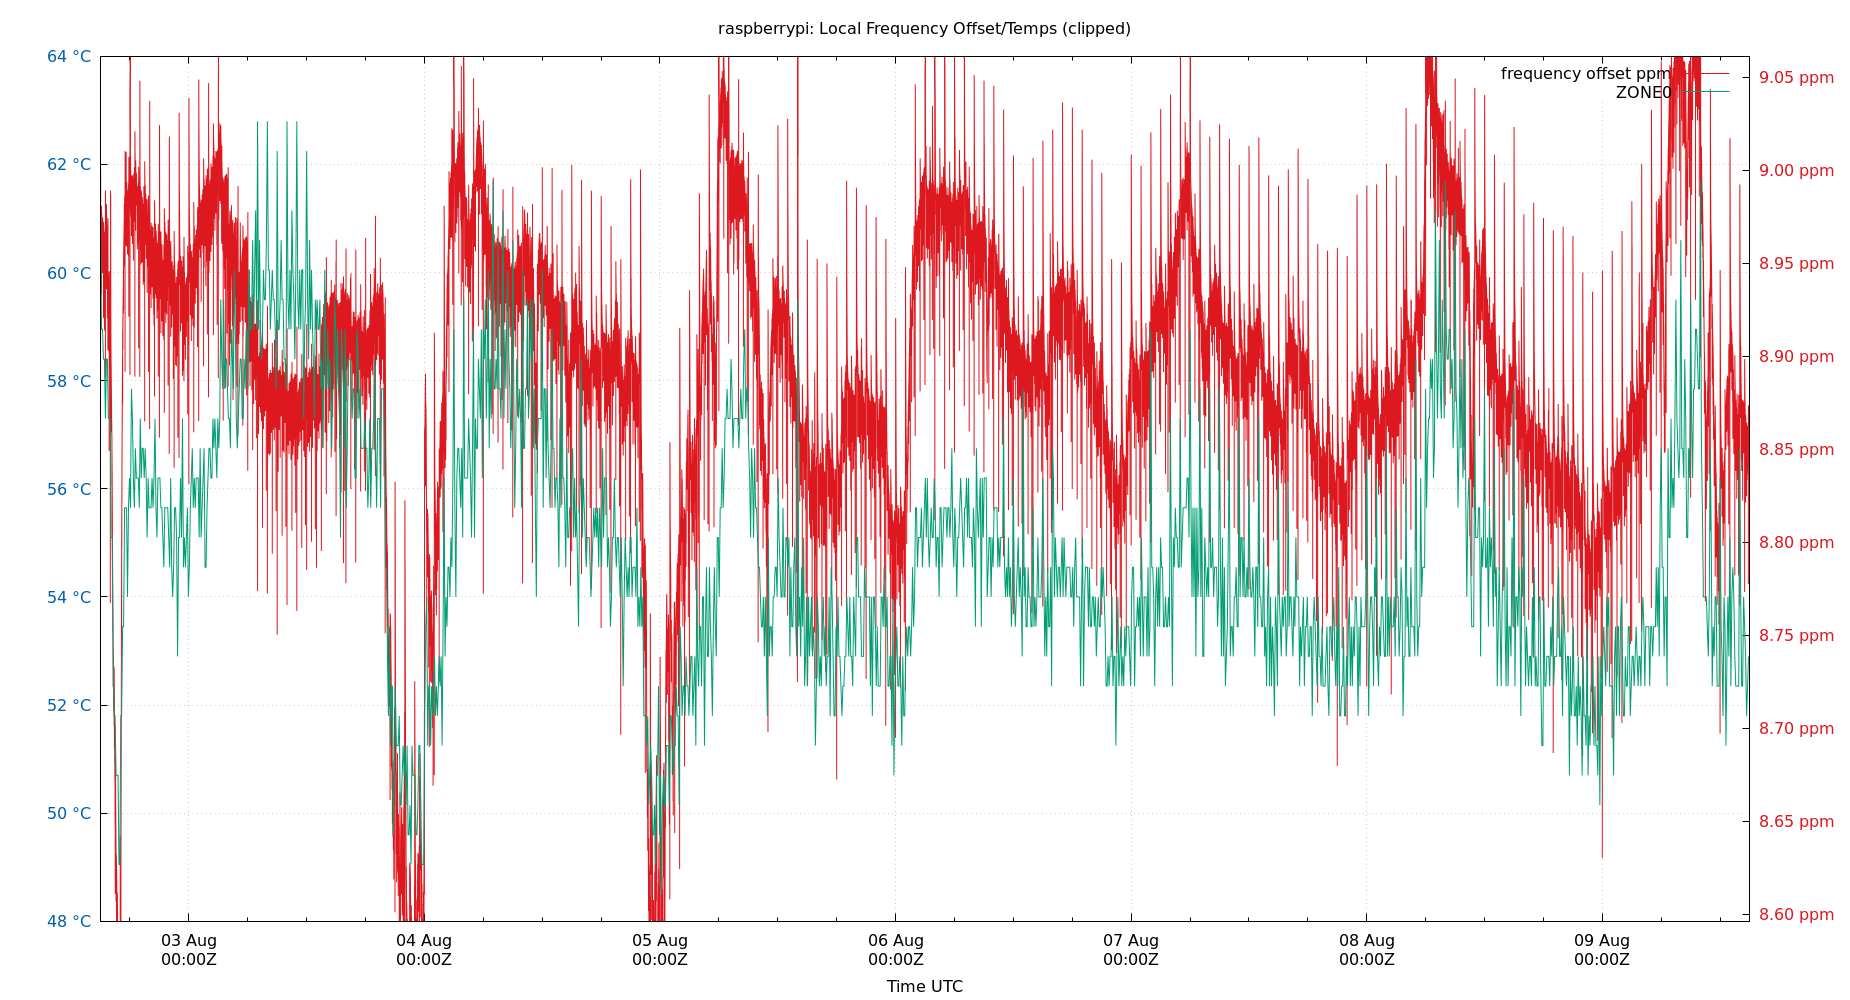 raspberrypi: Local Frequency Offset/Temps (clipped)
64 °C
62 °C
60 °C
58 °C
56 °C
54 °C
52 °C
50 °C
48 °C
frequency offset ppm
ZONE0
9.05 ppm
9.00 ppm
8.95 ppm
8.90 ppm
8.85 ppm
8.80 ppm
8.75 ppm
8.70 ppm
8.65 ppm
8.60 ppm
03 Aug
00:00Z
04 Aug
00:00Z
05 Aug
00:00Z
06 Aug
00:00Z
07 Aug
00:00Z
08 Aug
00:00Z
09 Aug
00:00Z
Time UTC